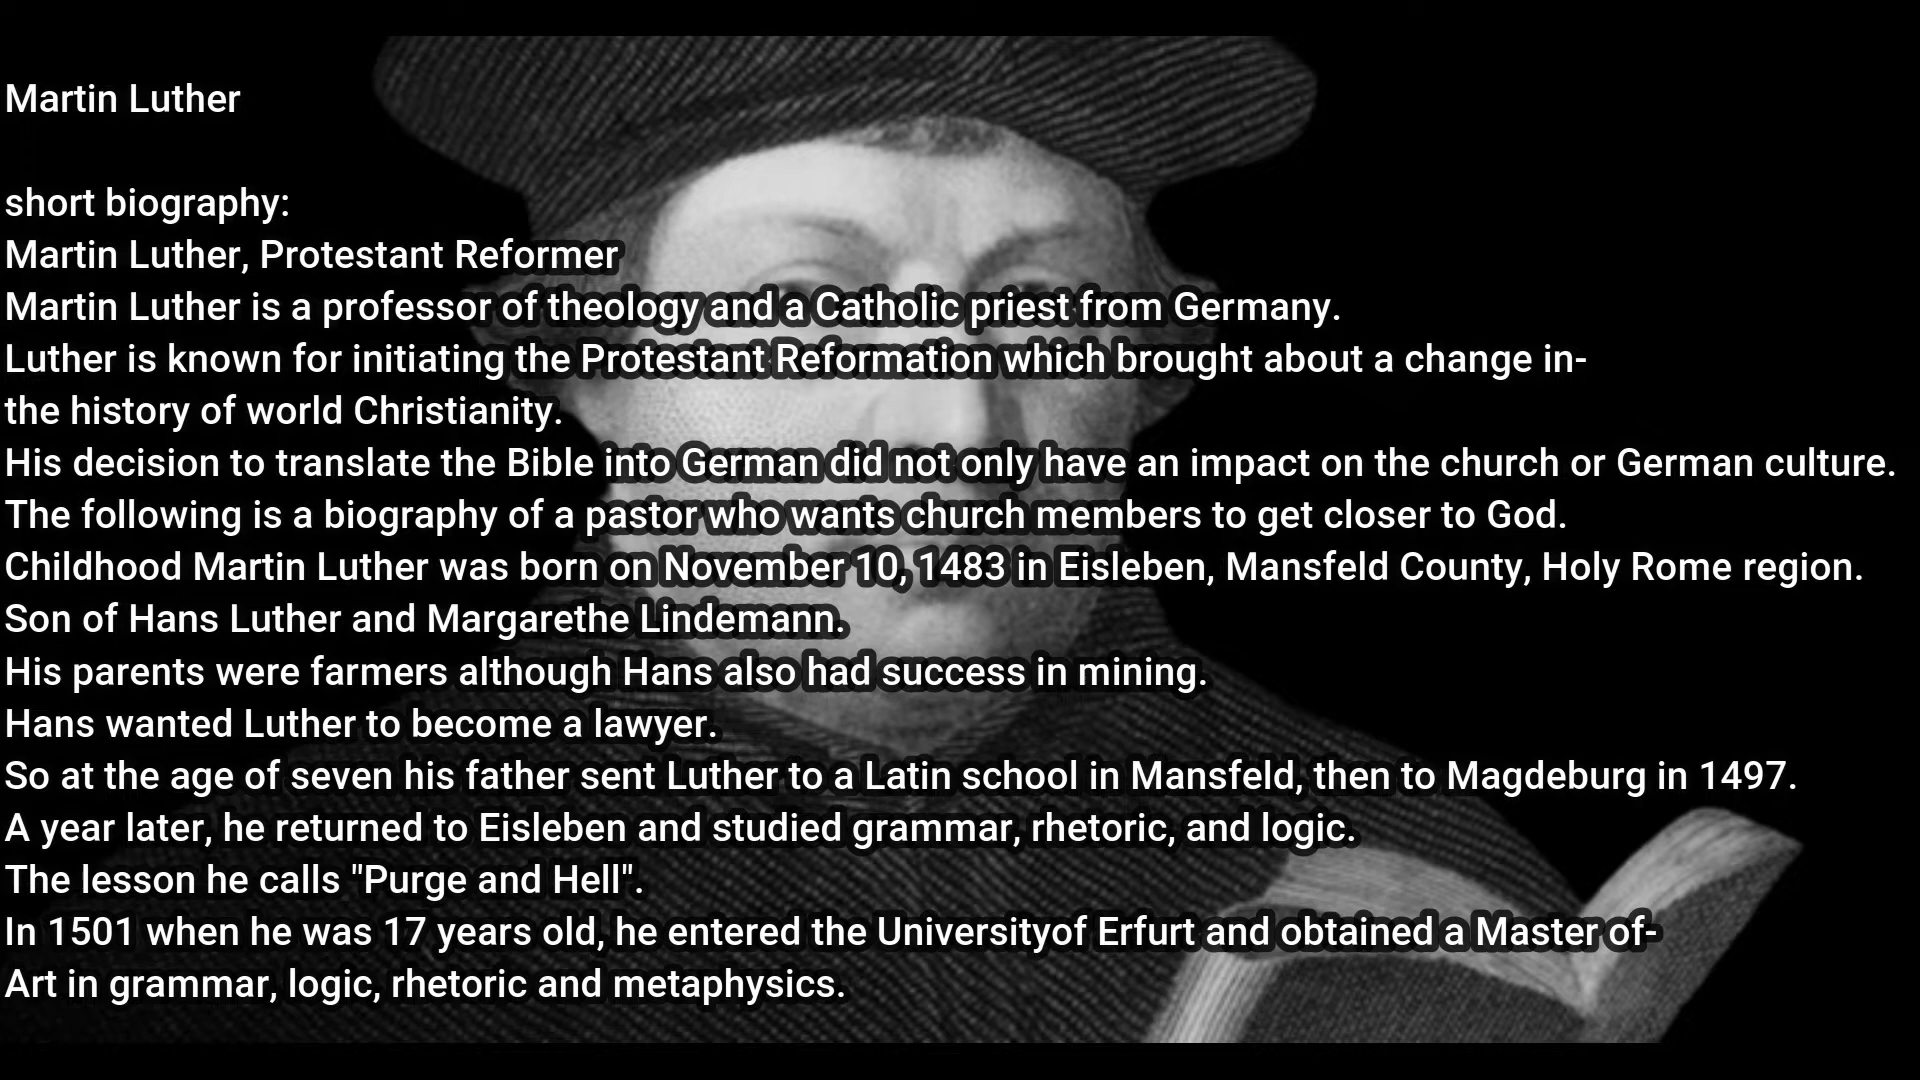 Martin Luther
short biography:
Martin Luther, Protestant Reformer
Martin Luther is a professor of theology and a Catholic priest from Germany.
Luther is known for initiating the Protestant Reformation which brought about a change in-
the history of world Christianity.
His decision to translate the Bible into German did not only have an impact on the church or German culture.
The following is a biography of a pastor who wants church members to get closer to God.
Childhood Martin Luther was born on November 10, 1483 in Eisleben, Mansfeld County, Holy Rome region.
Son of Hans Luther and Margarethe Lindemann.
His parents were farmers although Hans also had success in mining.
Hans wanted Luther to become a lawyer.
So at the age of seven his father sent Luther to a Latin school in Mansfeld, then to Magdeburg in 1497.
A year later, he returned to Eisleben and studied grammar, rhetoric, and logic.
The lesson he calls "Purge and Hell".
In 1501 when he was 17 years old, he entered the Universityof Erfurt and obtained a Master of-
Art in grammar, logic, rhetoric and metaphysics.